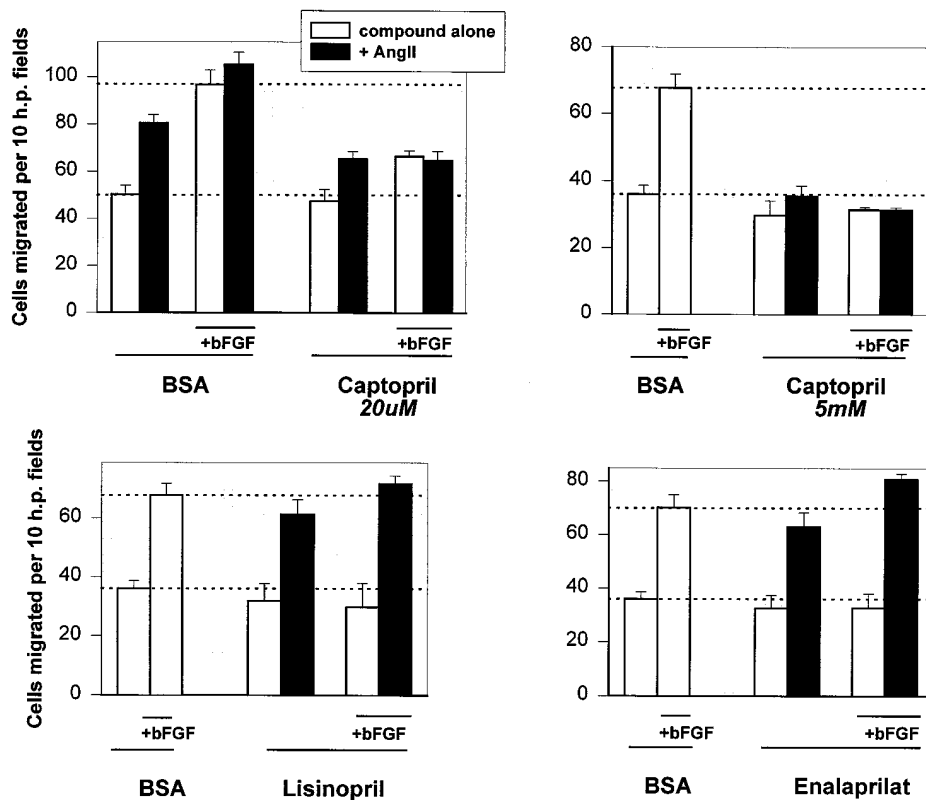 compound alone
+ AngII
Cells migrated per 10 h.p. fields
100
80
60
40
20
0
+bFGF
+bFGF
BSA
Captopril
20uM
80
60
40
20
0
+bFGF
+bFGF
BSA
Captopril
5mM
Cells migrated per 10 h.p. fields
60
40
20
0
+bFGF
+bFGF
BSA
Lisinopril
80
60
40
20
0
+bFGF
+bFGF
BSA
Enalaprilat